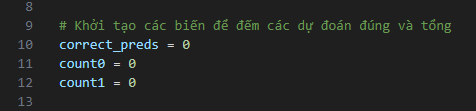 8
9 # Khởi tạo các biến để đếm các dự đoán đúng và tổng
10 correct_preds = 0
11 count0 = 0
12 count1 = 0
13